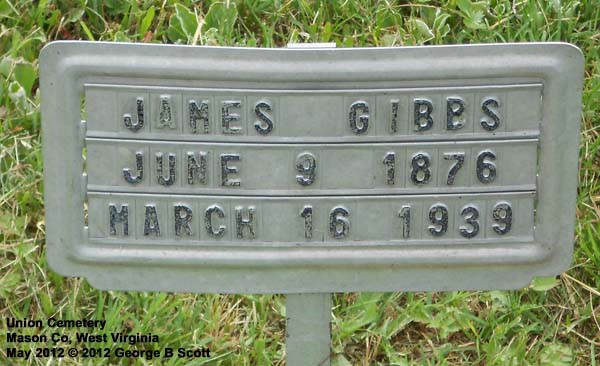 JAMES GIBBS
JUNE 9 1876
MARCH 16 1939
Union Cemetery
Mason Co, West Virginia
May 2012 © 2012 George B Scott